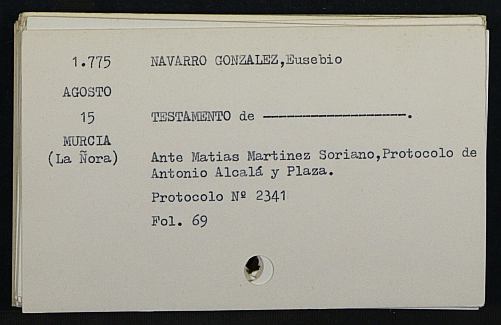 1.775 NAVARRO GONZALEZ,Eusebio
AGOSTO
15 TESTAMENTO de --------------------.
MURCIA
(La Ñora) Ante Matias Martinez Soriano,Protocolo de
Antonio Alcalá y Plaza.
Protocolo Nº 2341
Fol. 69